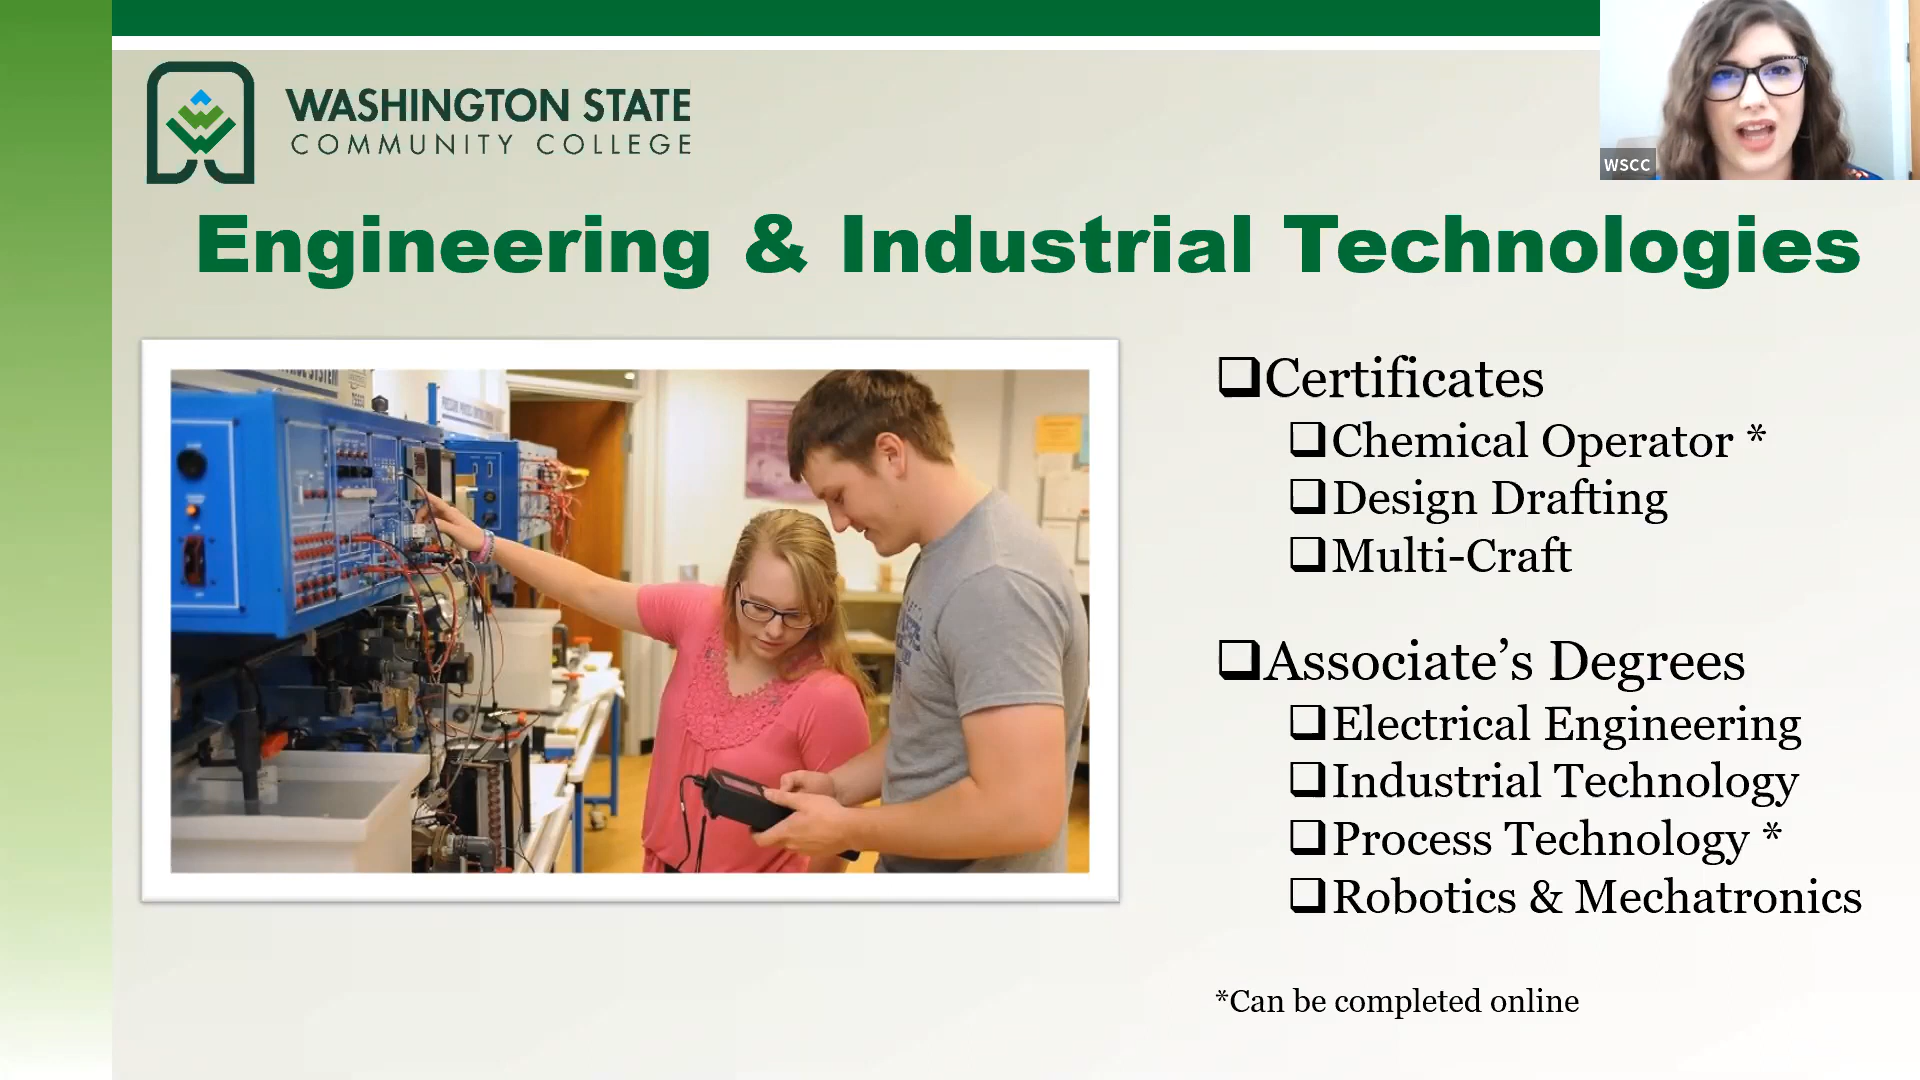 WASHINGTON STATE
COMMUNITY COLLEGE
WSCC
Engineering & Industrial Technologies
Certificates
Chemical Operator *
Design Drafting
Multi-Craft
Associate’s Degrees
Electrical Engineering
Industrial Technology
Process Technology *
Robotics & Mechatronics
*Can be completed online